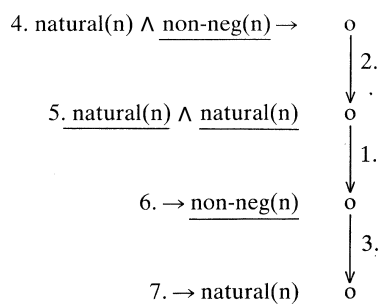 4. natural(n) ∧ non-neg(n) → o
2.
5. natural(n) ∧ natural(n) o
1.
6. → non-neg(n) o
3.
7. → natural(n) o